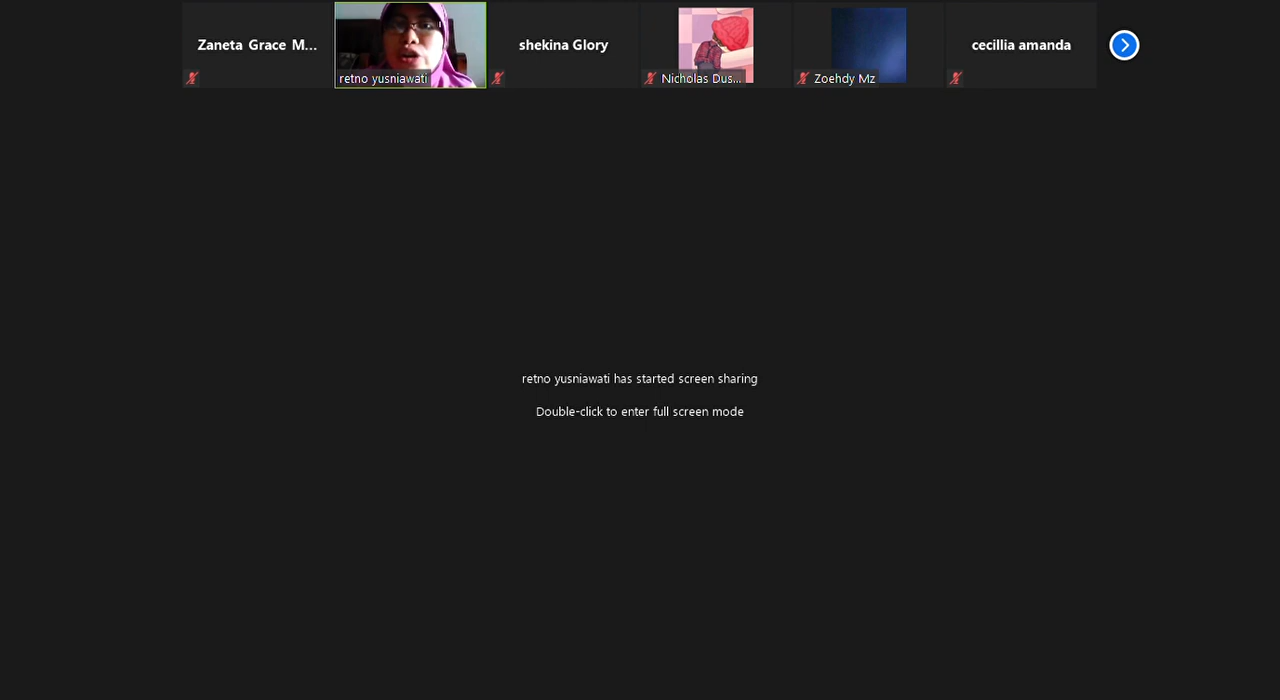 Zaneta Grace M...
retno yusniawati
shekina Glory
Nicholas Dus...
Zoehdy Mz
cecillia amanda
retno yusniawati has started screen sharing
Double-click to enter full screen mode